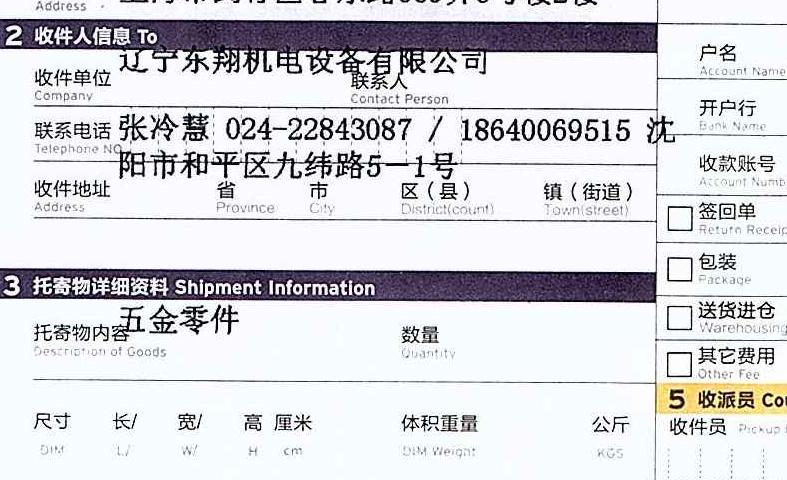 Address
2 收件人信息 To
辽宁东翔机电设备有限公司
收件单位
Company
联系人
Contact Person
联系电话
Telephone NO.
张冷慧 024-22843087 / 18640069515 沈
阳市和平区九纬路5—1号
收件地址
Address
省
Province
市
City
区（县）
District(count)
镇（街道）
Town(street)
3 托寄物详细资料 Shipment Information
托寄物内容
Description of Goods
五金零件
数量
Quantity
尺寸 长/ 宽/ 高 厘米
DIM L/ W/ H cm
体积重量 公斤
DIM Weight KGS
户名
Account Name
开户行
Bank Name
收款账号
Account Numb
签回单
Return Receip
包装
Package
送货进仓
Warehousing
其它费用
Other Fee
5 收派员 Cou
收件员 Pickup